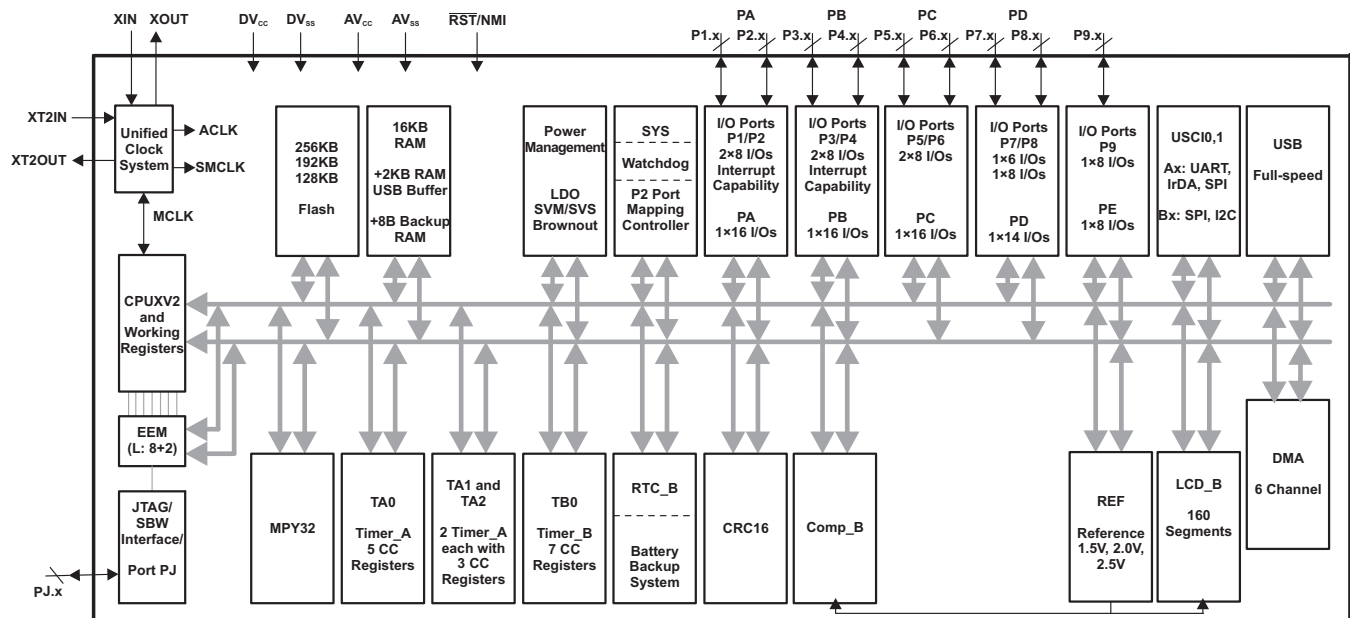 XIN XOUT DVCC DVSS AVCC AVSS RST/NMI
PA PB PC PD
P1.x P2.x P3.x P4.x P5.x P6.x P7.x P8.x P9.x
XT2IN
XT2OUT
Unified
Clock
System
ACLK
SMCLK
MCLK
256KB
192KB
128KB
Flash
16KB
RAM
+2KB RAM
USB Buffer
+8B Backup
RAM
Power
Management
LDO
SVM/SVS
Brownout
SYS
Watchdog
P2 Port
Mapping
Controller
I/O Ports
P1/P2
2×8 I/Os
Interrupt
Capability
PA
1×16 I/Os
I/O Ports
P3/P4
2×8 I/Os
Interrupt
Capability
PB
1×16 I/Os
I/O Ports
P5/P6
2×8 I/Os
PC
1×16 I/Os
I/O Ports
P7/P8
1×6 I/Os
1×8 I/Os
PD
1×14 I/Os
I/O Ports
P9
1×8 I/Os
PE
1×8 I/Os
USCI0,1
Ax: UART,
IrDA, SPI
Bx: SPI, I2C
USB
Full-speed
CPUXV2
and
Working
Registers
EEM
(L: 8+2)
JTAG/
SBW
Interface/
Port PJ
PJ.x
MPY32
TA0
Timer_A
5 CC
Registers
TA1 and
TA2
2 Timer_A
each with
3 CC
Registers
TB0
Timer_B
7 CC
Registers
RTC_B
Battery
Backup
System
CRC16
Comp_B
REF
Reference
1.5V, 2.0V,
2.5V
LCD_B
160
Segments
DMA
6 Channel